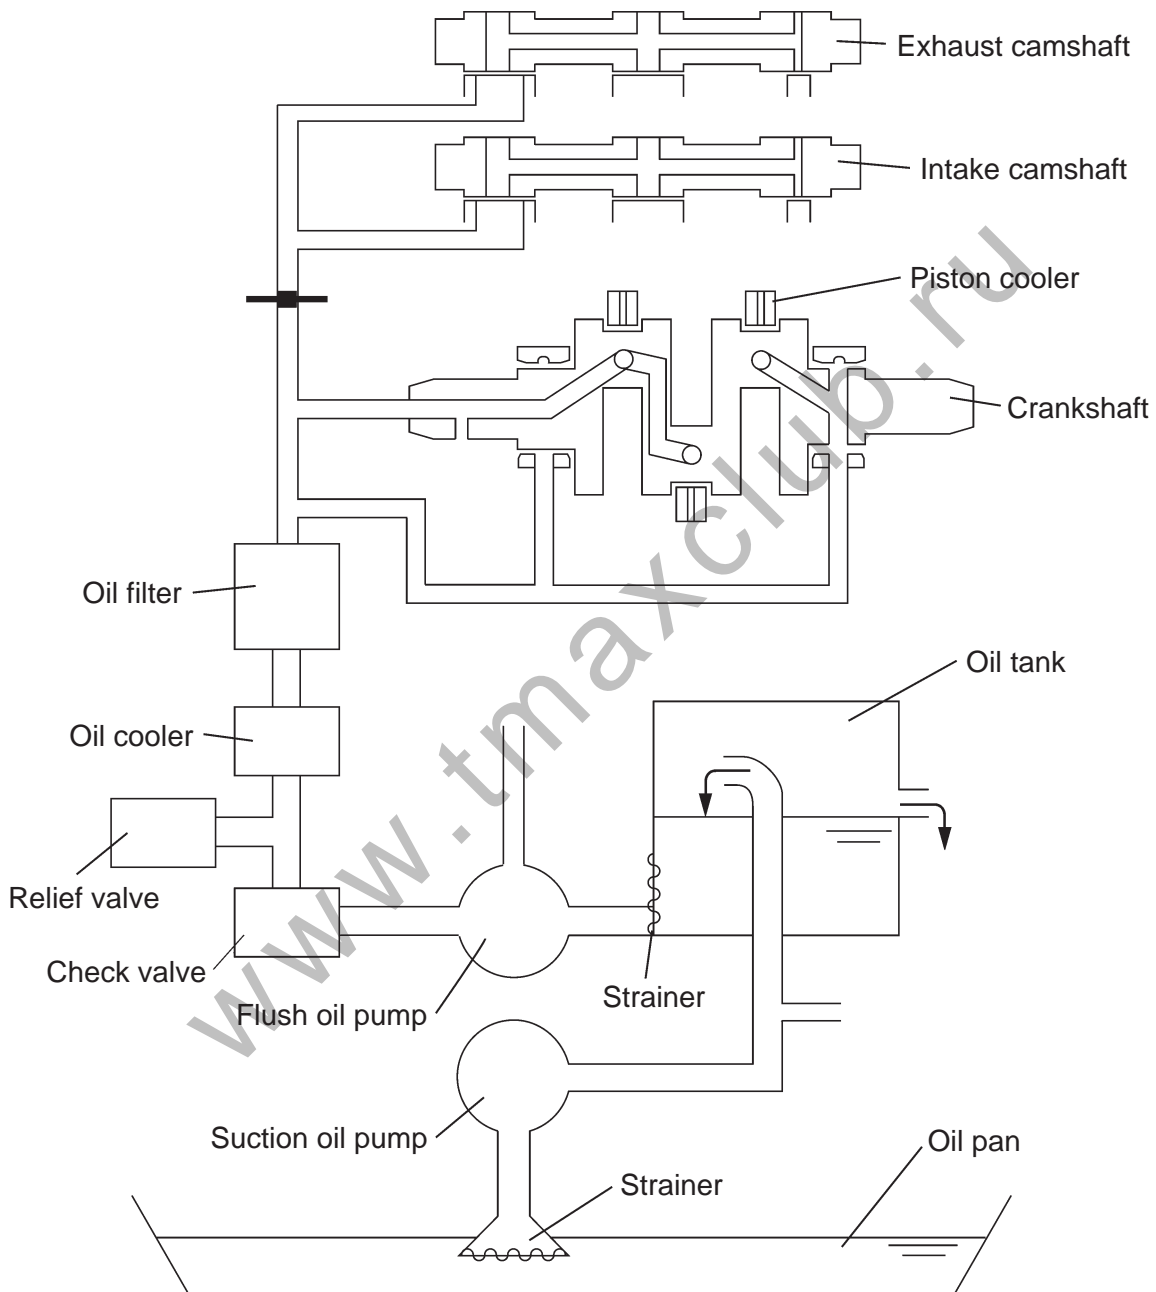 Exhaust camshaft
Intake camshaft
Piston cooler
Crankshaft
Oil filter
Oil tank
Oil cooler
Relief valve
Check valve
Strainer
Flush oil pump
Suction oil pump
Oil pan
Strainer
www.tmaxclub.ru